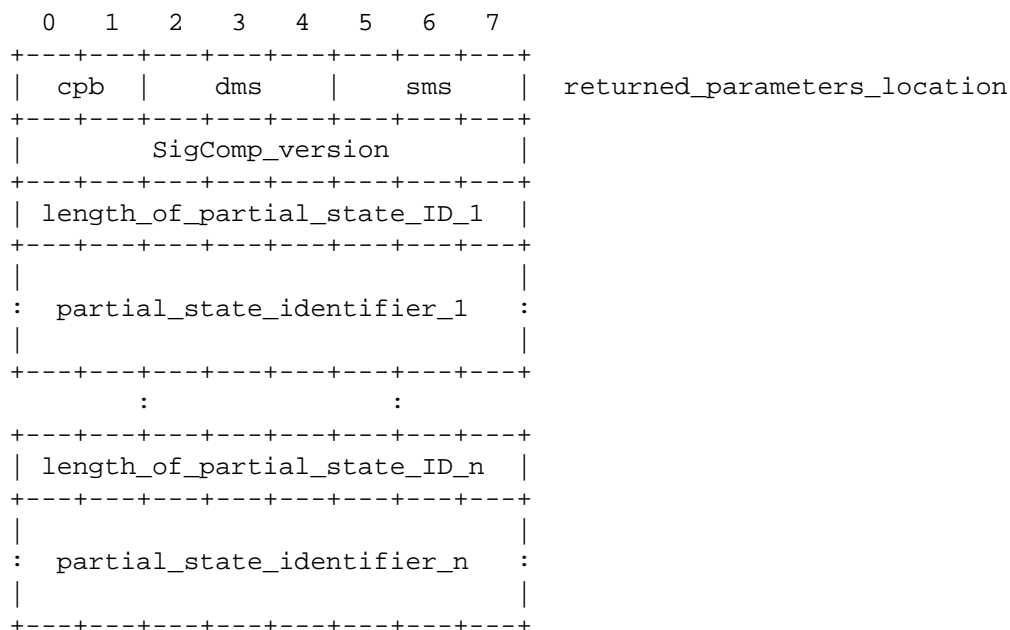 0   1   2   3   4   5   6   7
+---+---+---+---+---+---+---+---+
|  cpb  |    dms    |    sms    |  returned_parameters_location
+---+---+---+---+---+---+---+---+
|        SigComp_version        |
+---+---+---+---+---+---+---+---+
| length_of_partial_state_ID_1  |
+---+---+---+---+---+---+---+---+
|                               |
:  partial_state_identifier_1   :
|                               |
+---+---+---+---+---+---+---+---+
        :               :
+---+---+---+---+---+---+---+---+
| length_of_partial_state_ID_n  |
+---+---+---+---+---+---+---+---+
|                               |
:  partial_state_identifier_n   :
|                               |
+---+---+---+---+---+---+---+---+